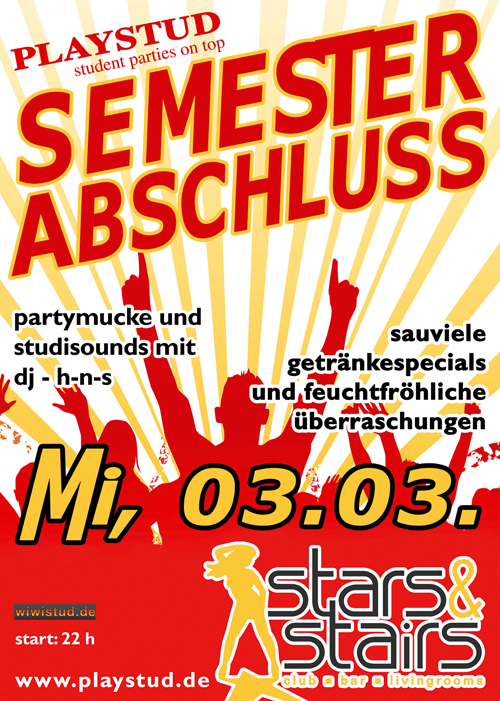 PLAYSTUD
student parties on top
SEMESTER
ABSCHLUSS
partymucke und
studisounds mit
dj - h-n-s
sauviele
getränkespecials
und feuchtfröhliche
überraschungen
Mi, 03.03.
stars &
stairs
club ▪ bar ▪ livingrooms
wiwistud.de
start: 22 h
www.playstud.de